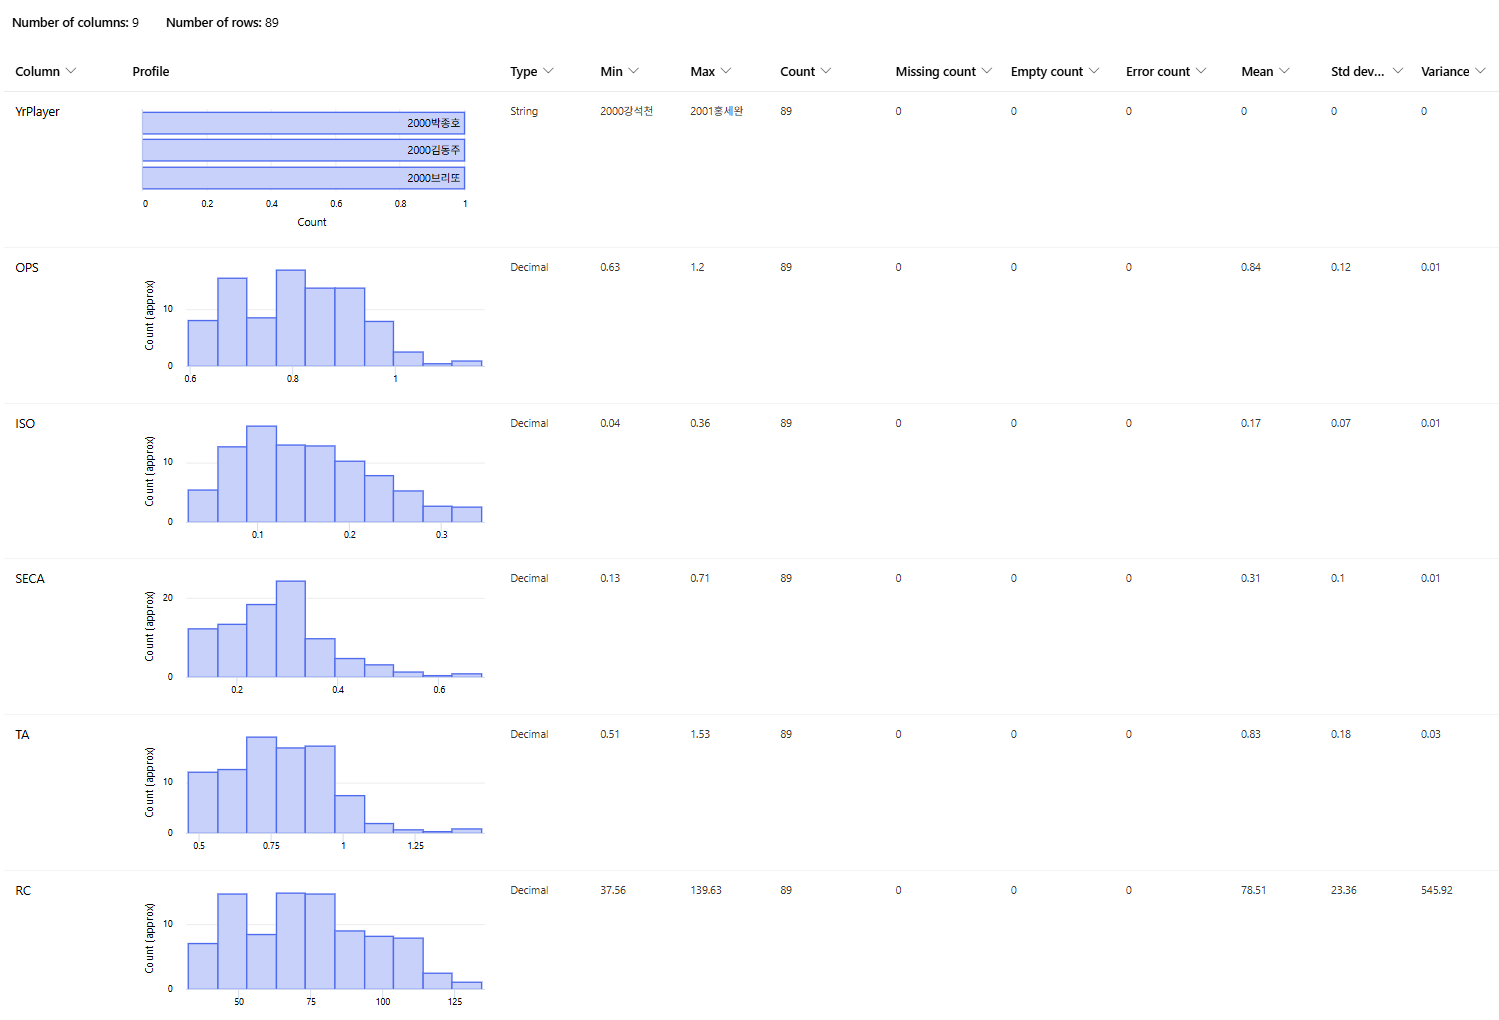 Number of columns: 9 Number of rows: 89
Column Profile Type Min Max Count Missing count Empty count Error count Mean Std dev... Variance
YrPlayer String 2000강석천 2001홍세완 89 0 0 0 0 0 0
2000박종호
2000김동주
2000브리또
0 0.2 0.4 0.6 0.8 1
Count
OPS Decimal 0.63 1.2 89 0 0 0 0.84 0.12 0.01
Count (approx)
10
0
0.6 0.8 1
ISO Decimal 0.04 0.36 89 0 0 0 0.17 0.07 0.01
Count (approx)
10
0
0.1 0.2 0.3
SECA Decimal 0.13 0.71 89 0 0 0 0.31 0.1 0.01
Count (approx)
20
0
0.2 0.4 0.6
TA Decimal 0.51 1.53 89 0 0 0 0.83 0.18 0.03
Count (approx)
10
0
0.5 0.75 1 1.25
RC Decimal 37.56 139.63 89 0 0 0 78.51 23.36 545.92
Count (approx)
10
0
50 75 100 125